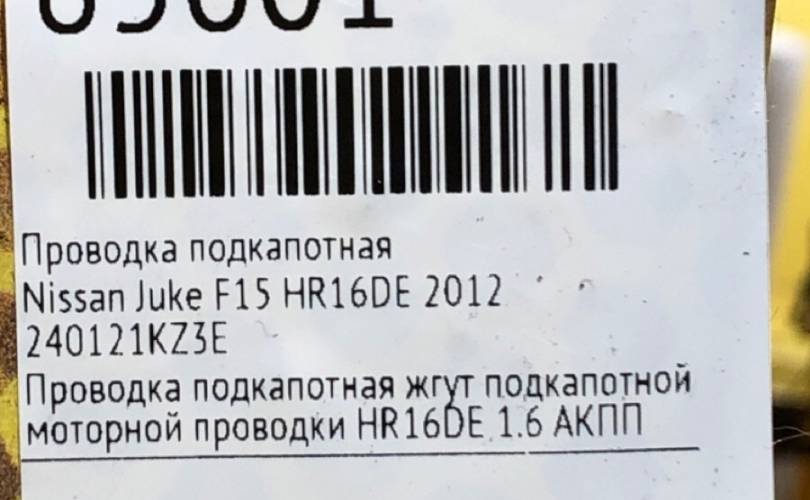 Проводка подкапотная
Nissan Juke F15 HR16DE 2012
240121KZ3E
Проводка подкапотная жгут подкапотной
моторной проводки HR16DE 1.6 АКПП